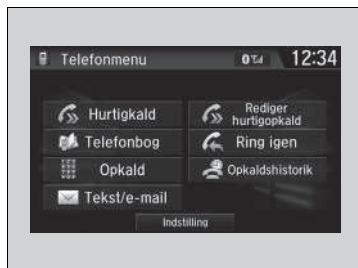 Telefonmenu 12:34
Hurtigkald
Rediger
hurtigopkald
Telefonbog
Ring igen
Opkald
Opkaldshistorik
Tekst/e-mail
Indstilling